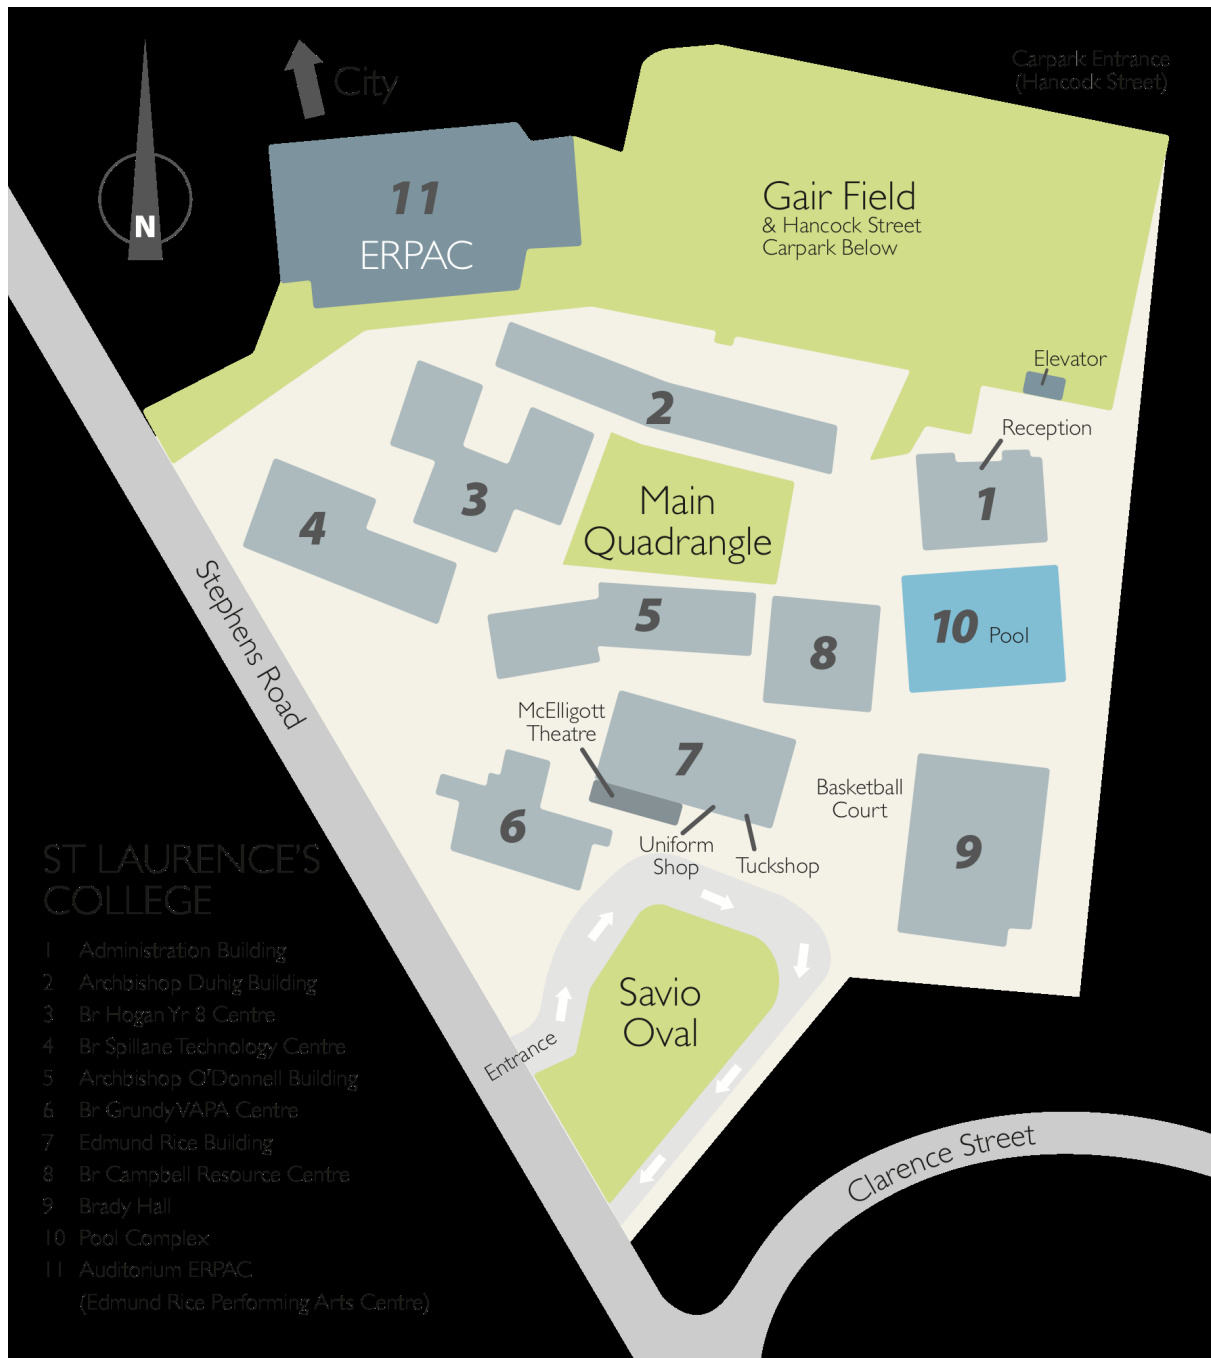 City
Carpark Entrance
(Hancock Street)
N
11
ERPAC
Gair Field
& Hancock Street
Carpark Below
Elevator
Reception
2
1
3
4
Main
Quadrangle
5
8
10 Pool
Stephens Road
McElligott
Theatre
7
Basketball
Court
6
Uniform
Shop
Tuckshop
9
Savio
Oval
Entrance
Clarence Street
ST LAURENCE'S
COLLEGE
1 Administration Building
2 Archbishop Duhig Building
3 Br Hogan Yr 8 Centre
4 Br Spillane Technology Centre
5 Archbishop O'Donnell Building
6 Br Grundy VAPA Centre
7 Edmund Rice Building
8 Br Campbell Resource Centre
9 Brady Hall
10 Pool Complex
11 Auditorium ERPAC
(Edmund Rice Performing Arts Centre)